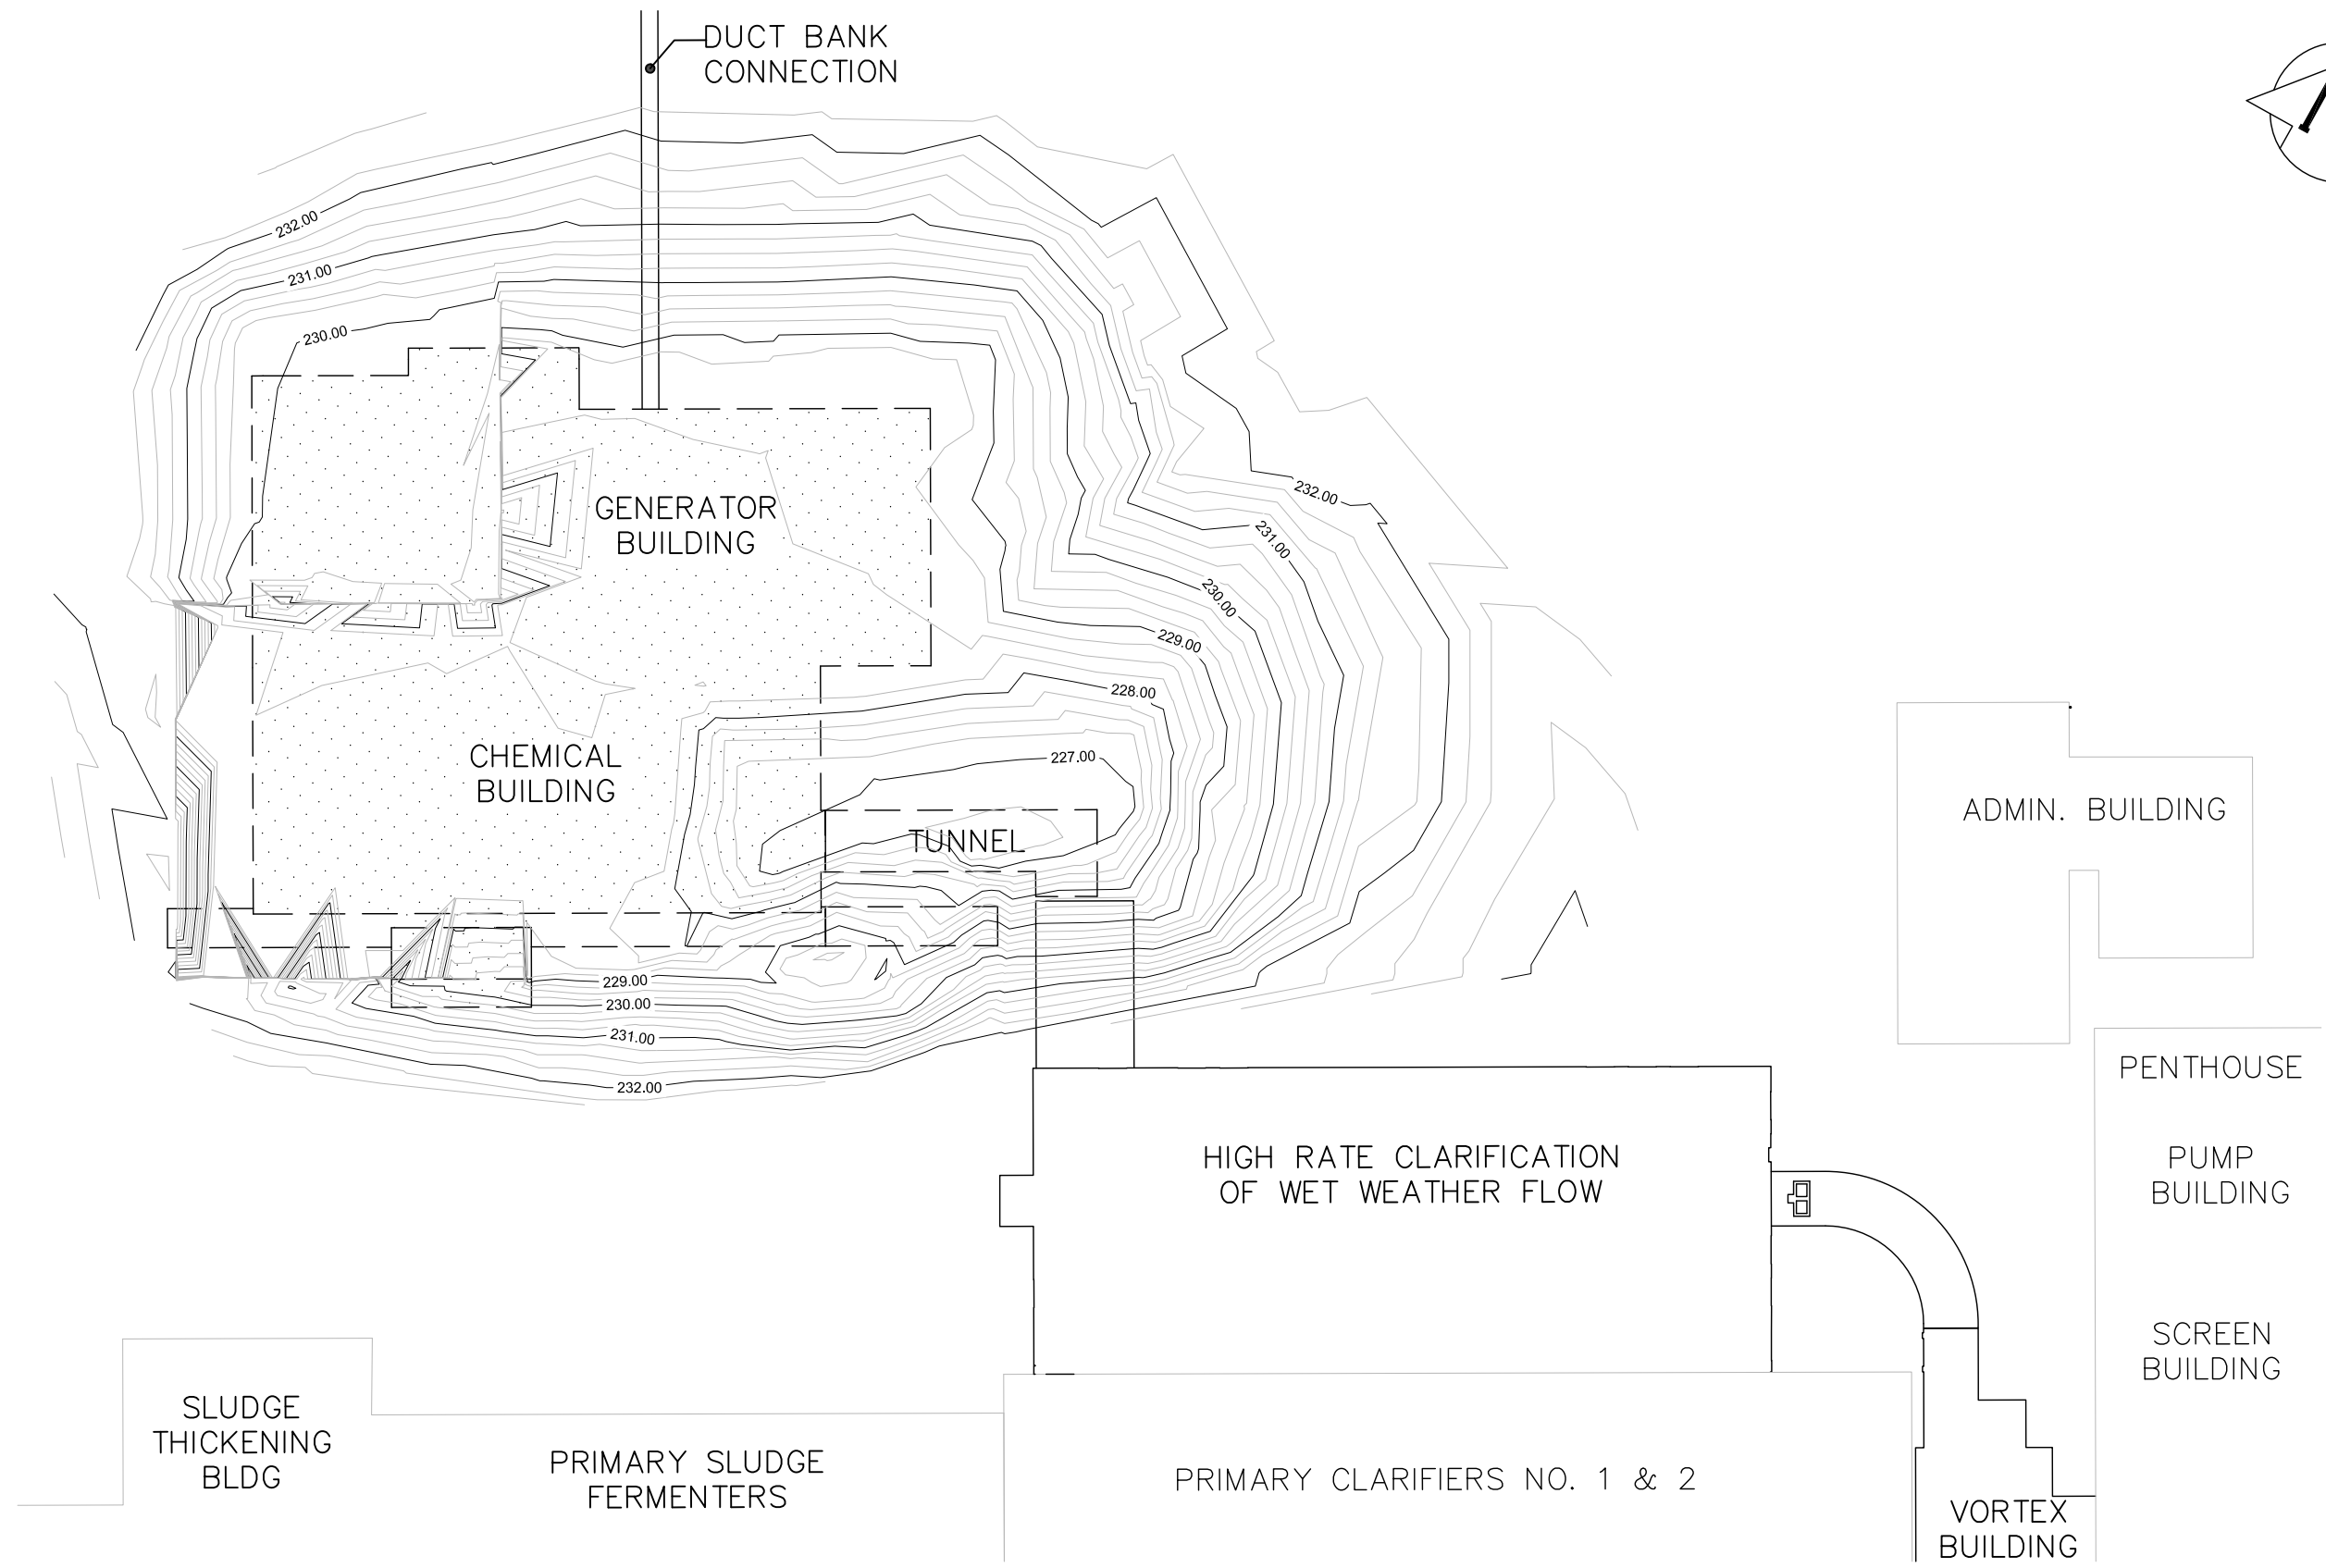 DUCT BANK
CONNECTION
232.00
231.00
230.00
232.00
231.00
230.00
229.00
228.00
227.00
GENERATOR
BUILDING
CHEMICAL
BUILDING
TUNNEL
ADMIN. BUILDING
229.00
230.00
231.00
232.00
PENTHOUSE
HIGH RATE CLARIFICATION
OF WET WEATHER FLOW
PUMP
BUILDING
SCREEN
BUILDING
SLUDGE
THICKENING
BLDG
PRIMARY SLUDGE
FERMENTERS
PRIMARY CLARIFIERS NO. 1 & 2
VORTEX
BUILDING